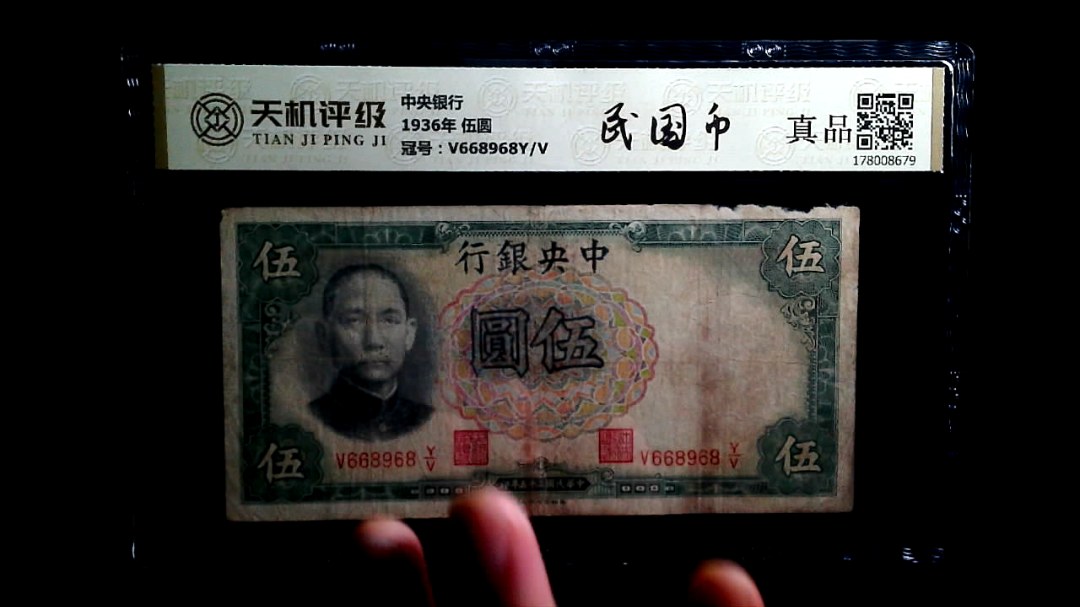 天机评级
TIAN JI PING JI
中央银行
1936年 伍圆
冠号：V668968Y/V
民国币
真品
178008679
伍
行銀央中
伍
圓伍
V668968 Y/V
V668968 Y/V
伍
伍